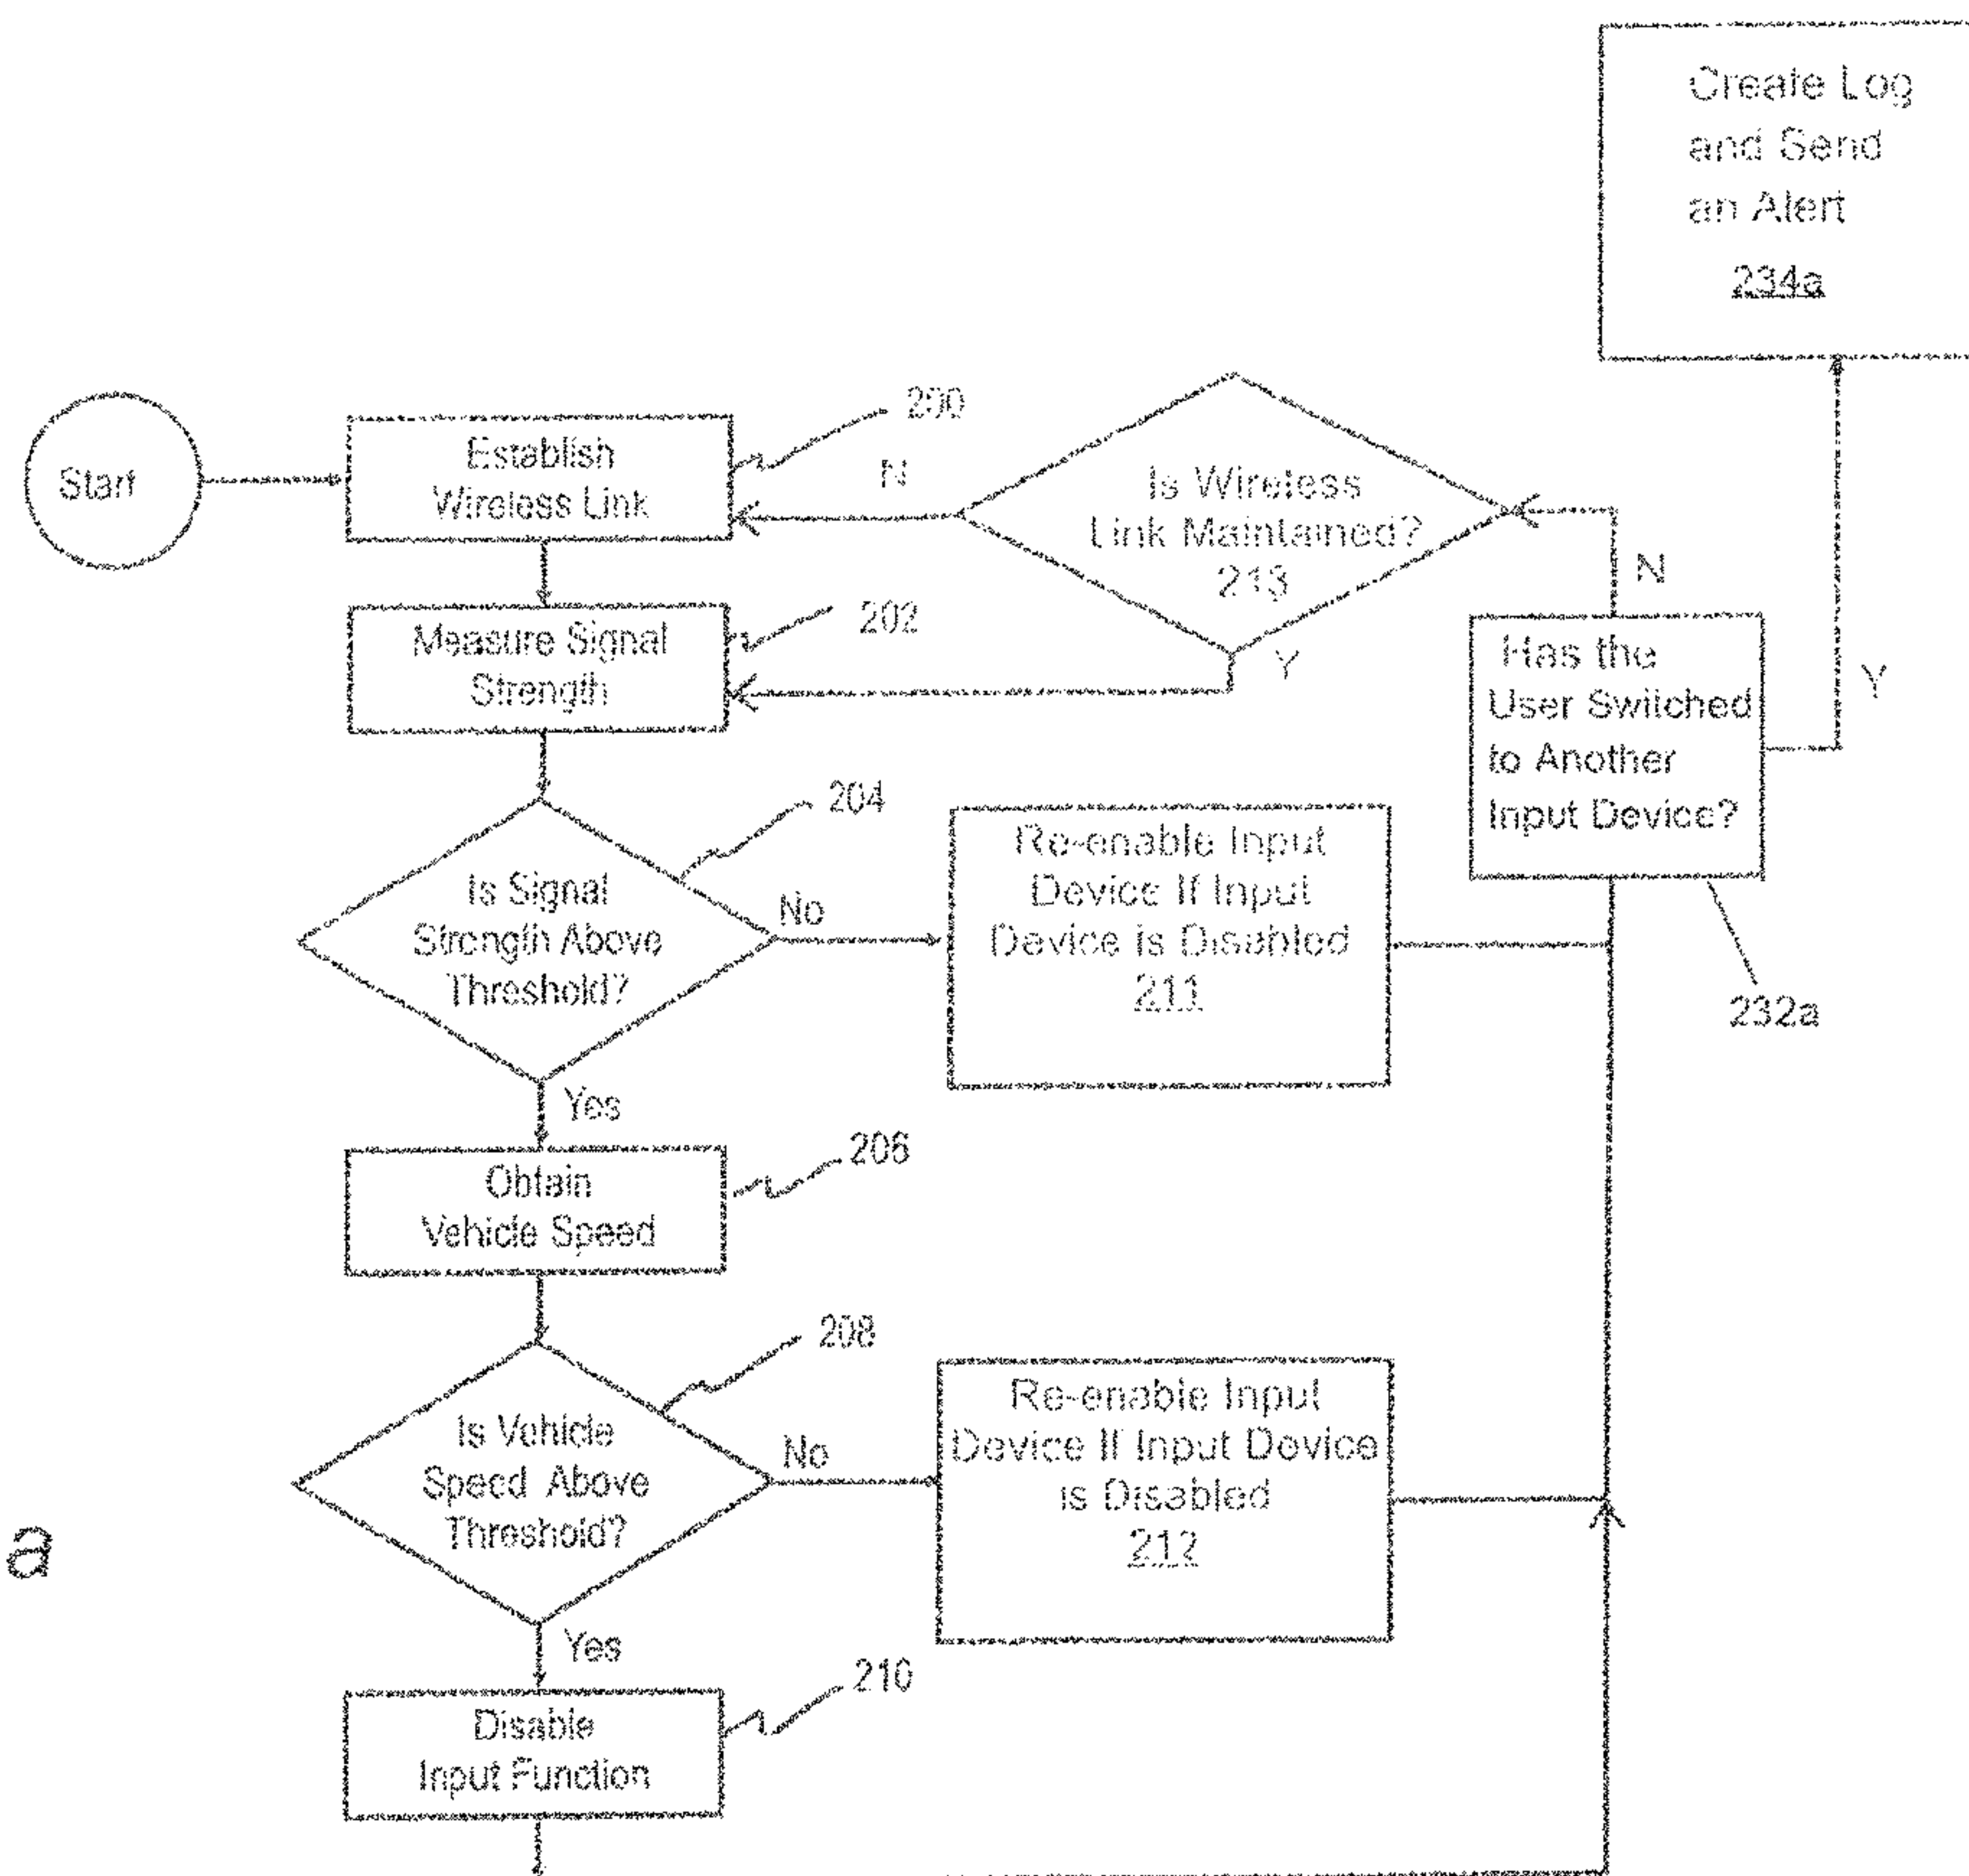 Create Log
and Send
an Alert
234a
Start
Establish
Wireless Link
200
N
Is Wireless
Link Maintained?
213
Y
N
Measure Signal
Strength
202
Has the
User Switched
to Another
Input Device?
Y
232a
204
Is Signal
Strength Above
Threshold?
No
Re-enable Input
Device If Input
Device is Disabled
211
Yes
Obtain
Vehicle Speed
206
208
Is Vehicle
Speed Above
Threshold?
No
Re-enable Input
Device If Input Device
is Disabled
212
a
Yes
Disable
Input Function
210